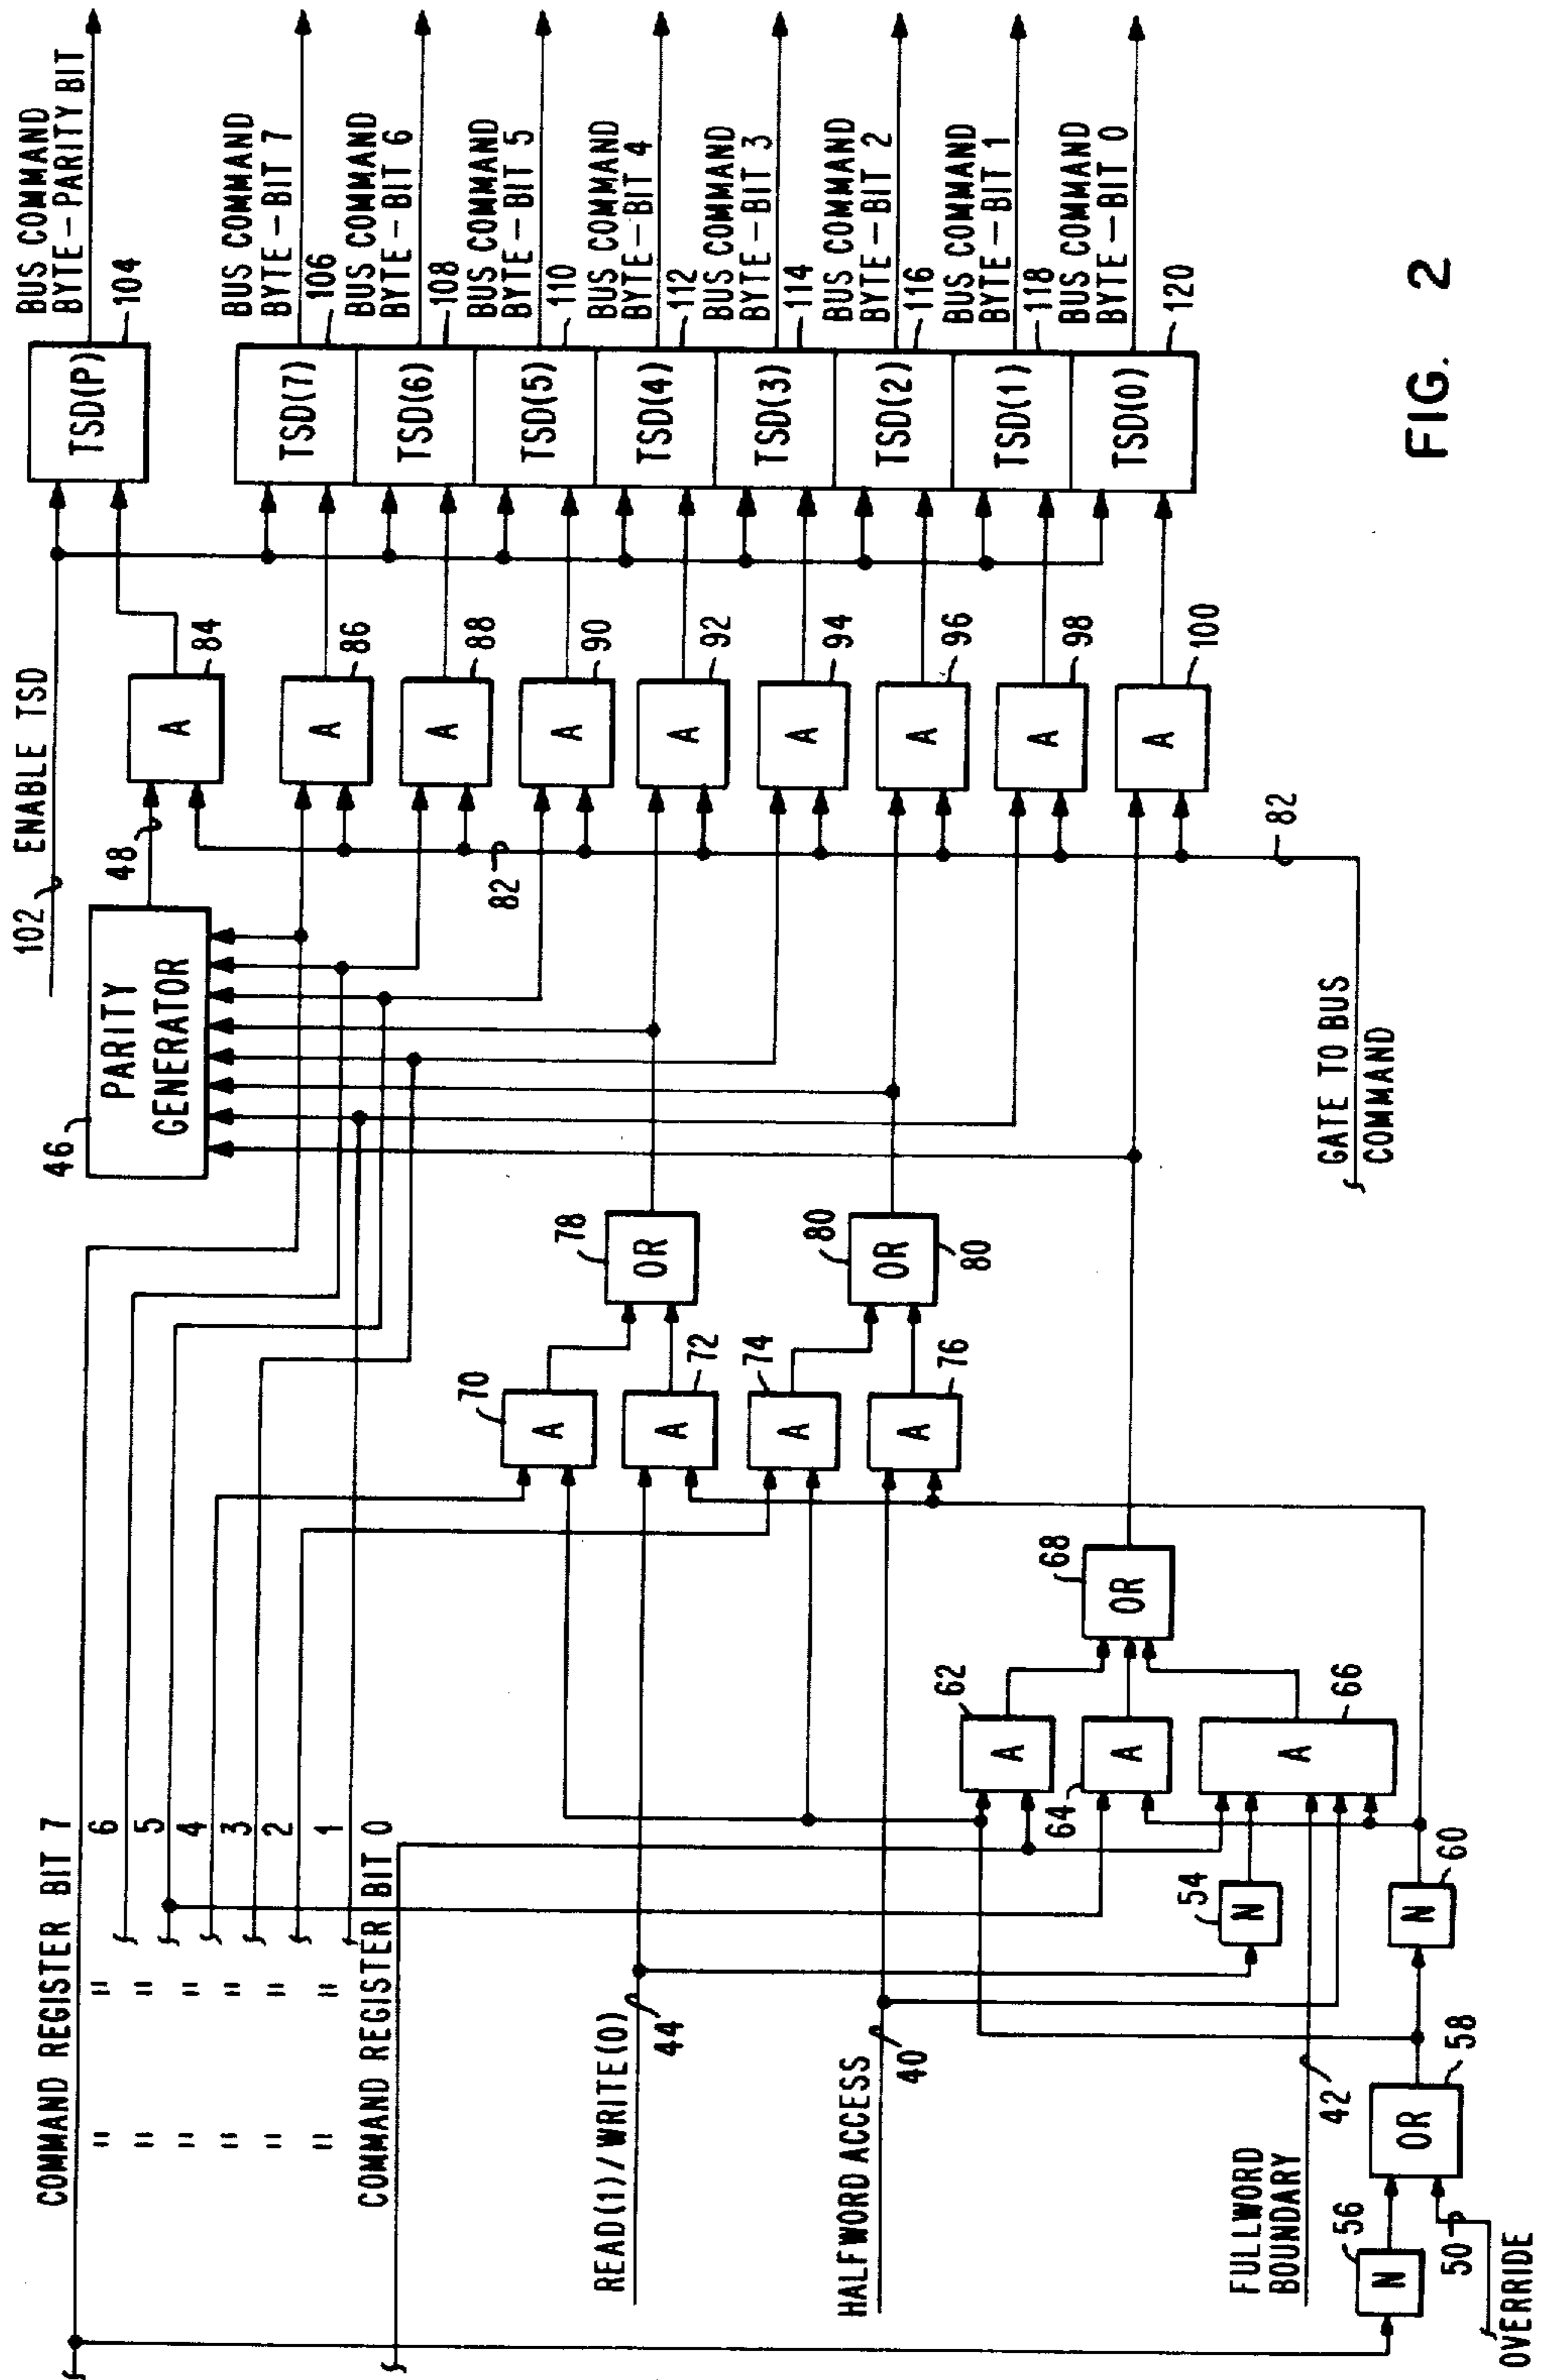 BUS COMMAND
BYTE-PARITY BIT
104
TSD(P)
BUS COMMAND
BYTE-BIT 7
106
TSD(7)
BUS COMMAND
BYTE-BIT 6
108
TSD(6)
BUS COMMAND
BYTE-BIT 5
110
TSD(5)
BUS COMMAND
BYTE-BIT 4
112
TSD(4)
BUS COMMAND
BYTE-BIT 3
114
TSD(3)
BUS COMMAND
BYTE-BIT 2
116
TSD(2)
BUS COMMAND
BYTE-BIT 1
118
TSD(1)
BUS COMMAND
BYTE-BIT 0
120
TSD(0)
102 ENABLE TSD
A
84
A
86
A
88
A
90
A
92
A
94
A
96
A
98
A
100
48
82
82
46
PARITY
GENERATOR
GATE TO BUS
COMMAND
78
OR
80
OR
80
70
A
72
A
74
A
76
A
68
OR
62
A
64
A
66
A
54
N
60
N
COMMAND REGISTER BIT 7
" " 6
" " 5
" " 4
" " 3
" " 2
" " 1
COMMAND REGISTER BIT 0
READ(1)/WRITE(0)
44
HALFWORD ACCESS
40
FULLWORD
BOUNDARY
42
58
OR
56
N
50
OVERRIDE
FIG. 2